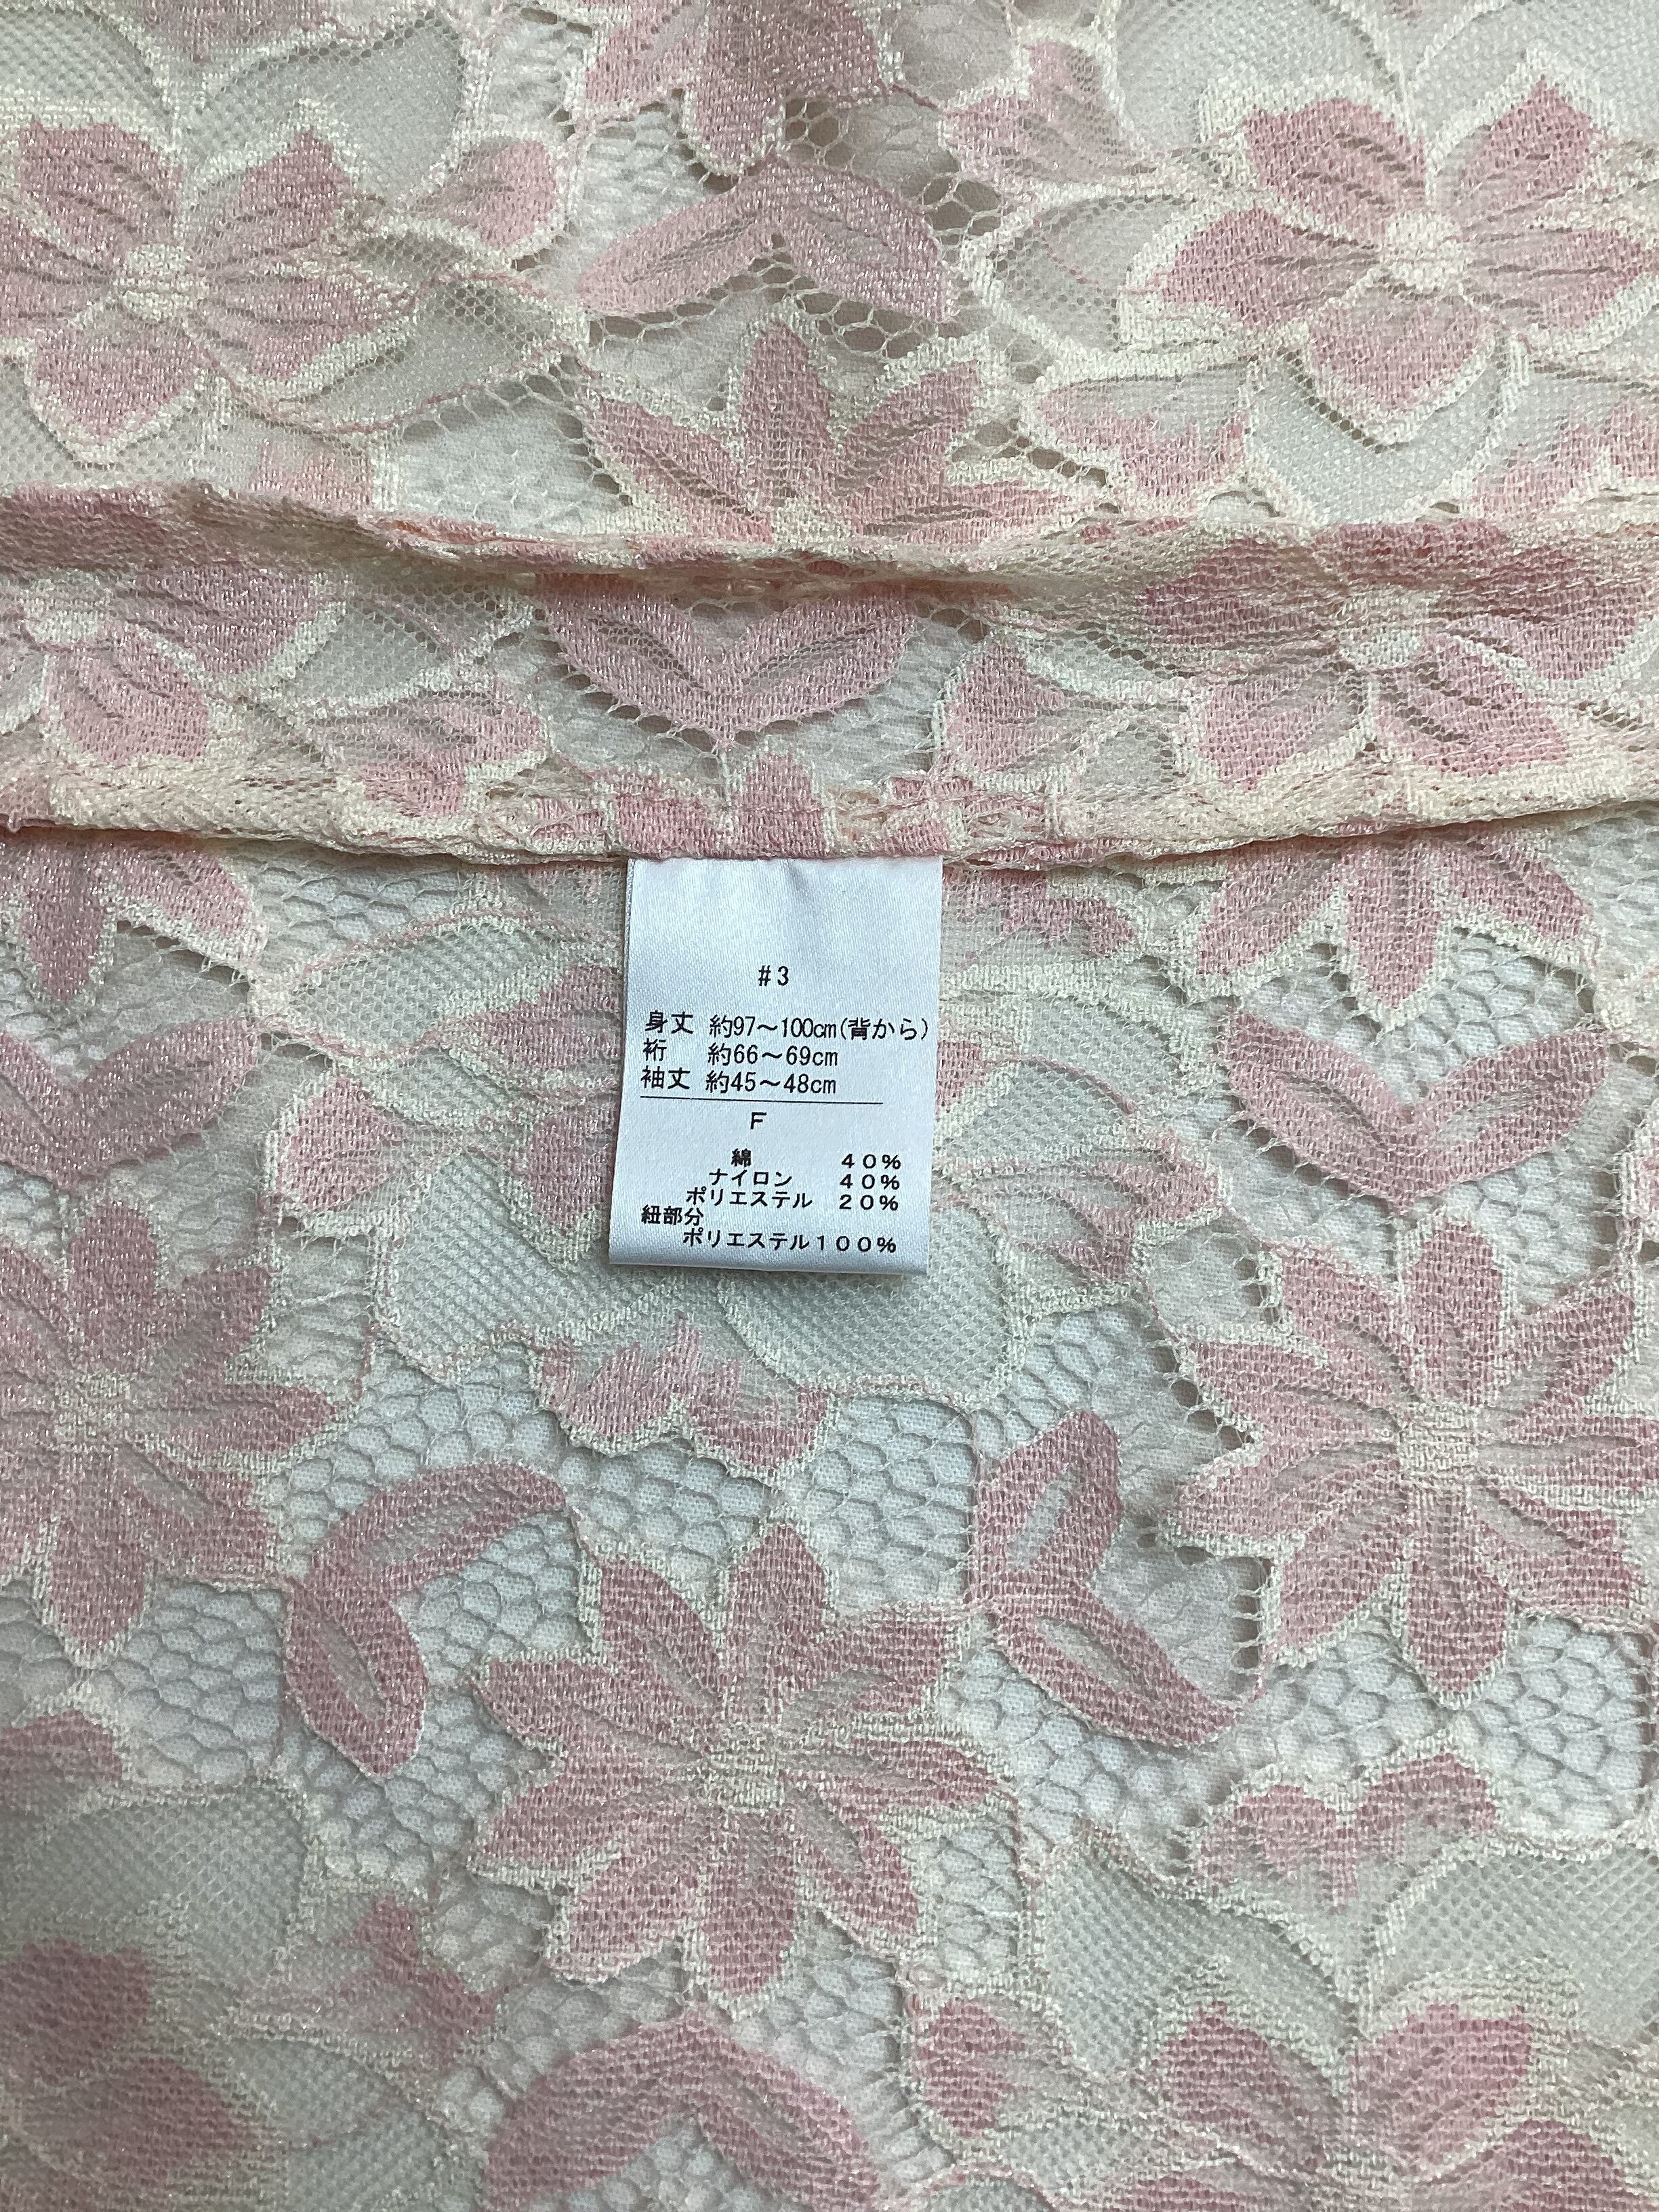 #3
身丈 約97～100cm(背から)
裄 約66～69cm
袖丈 約45～48cm
F
綿 40%
ナイロン 40%
ポリエステル 20%
紐部分
ポリエステル100%